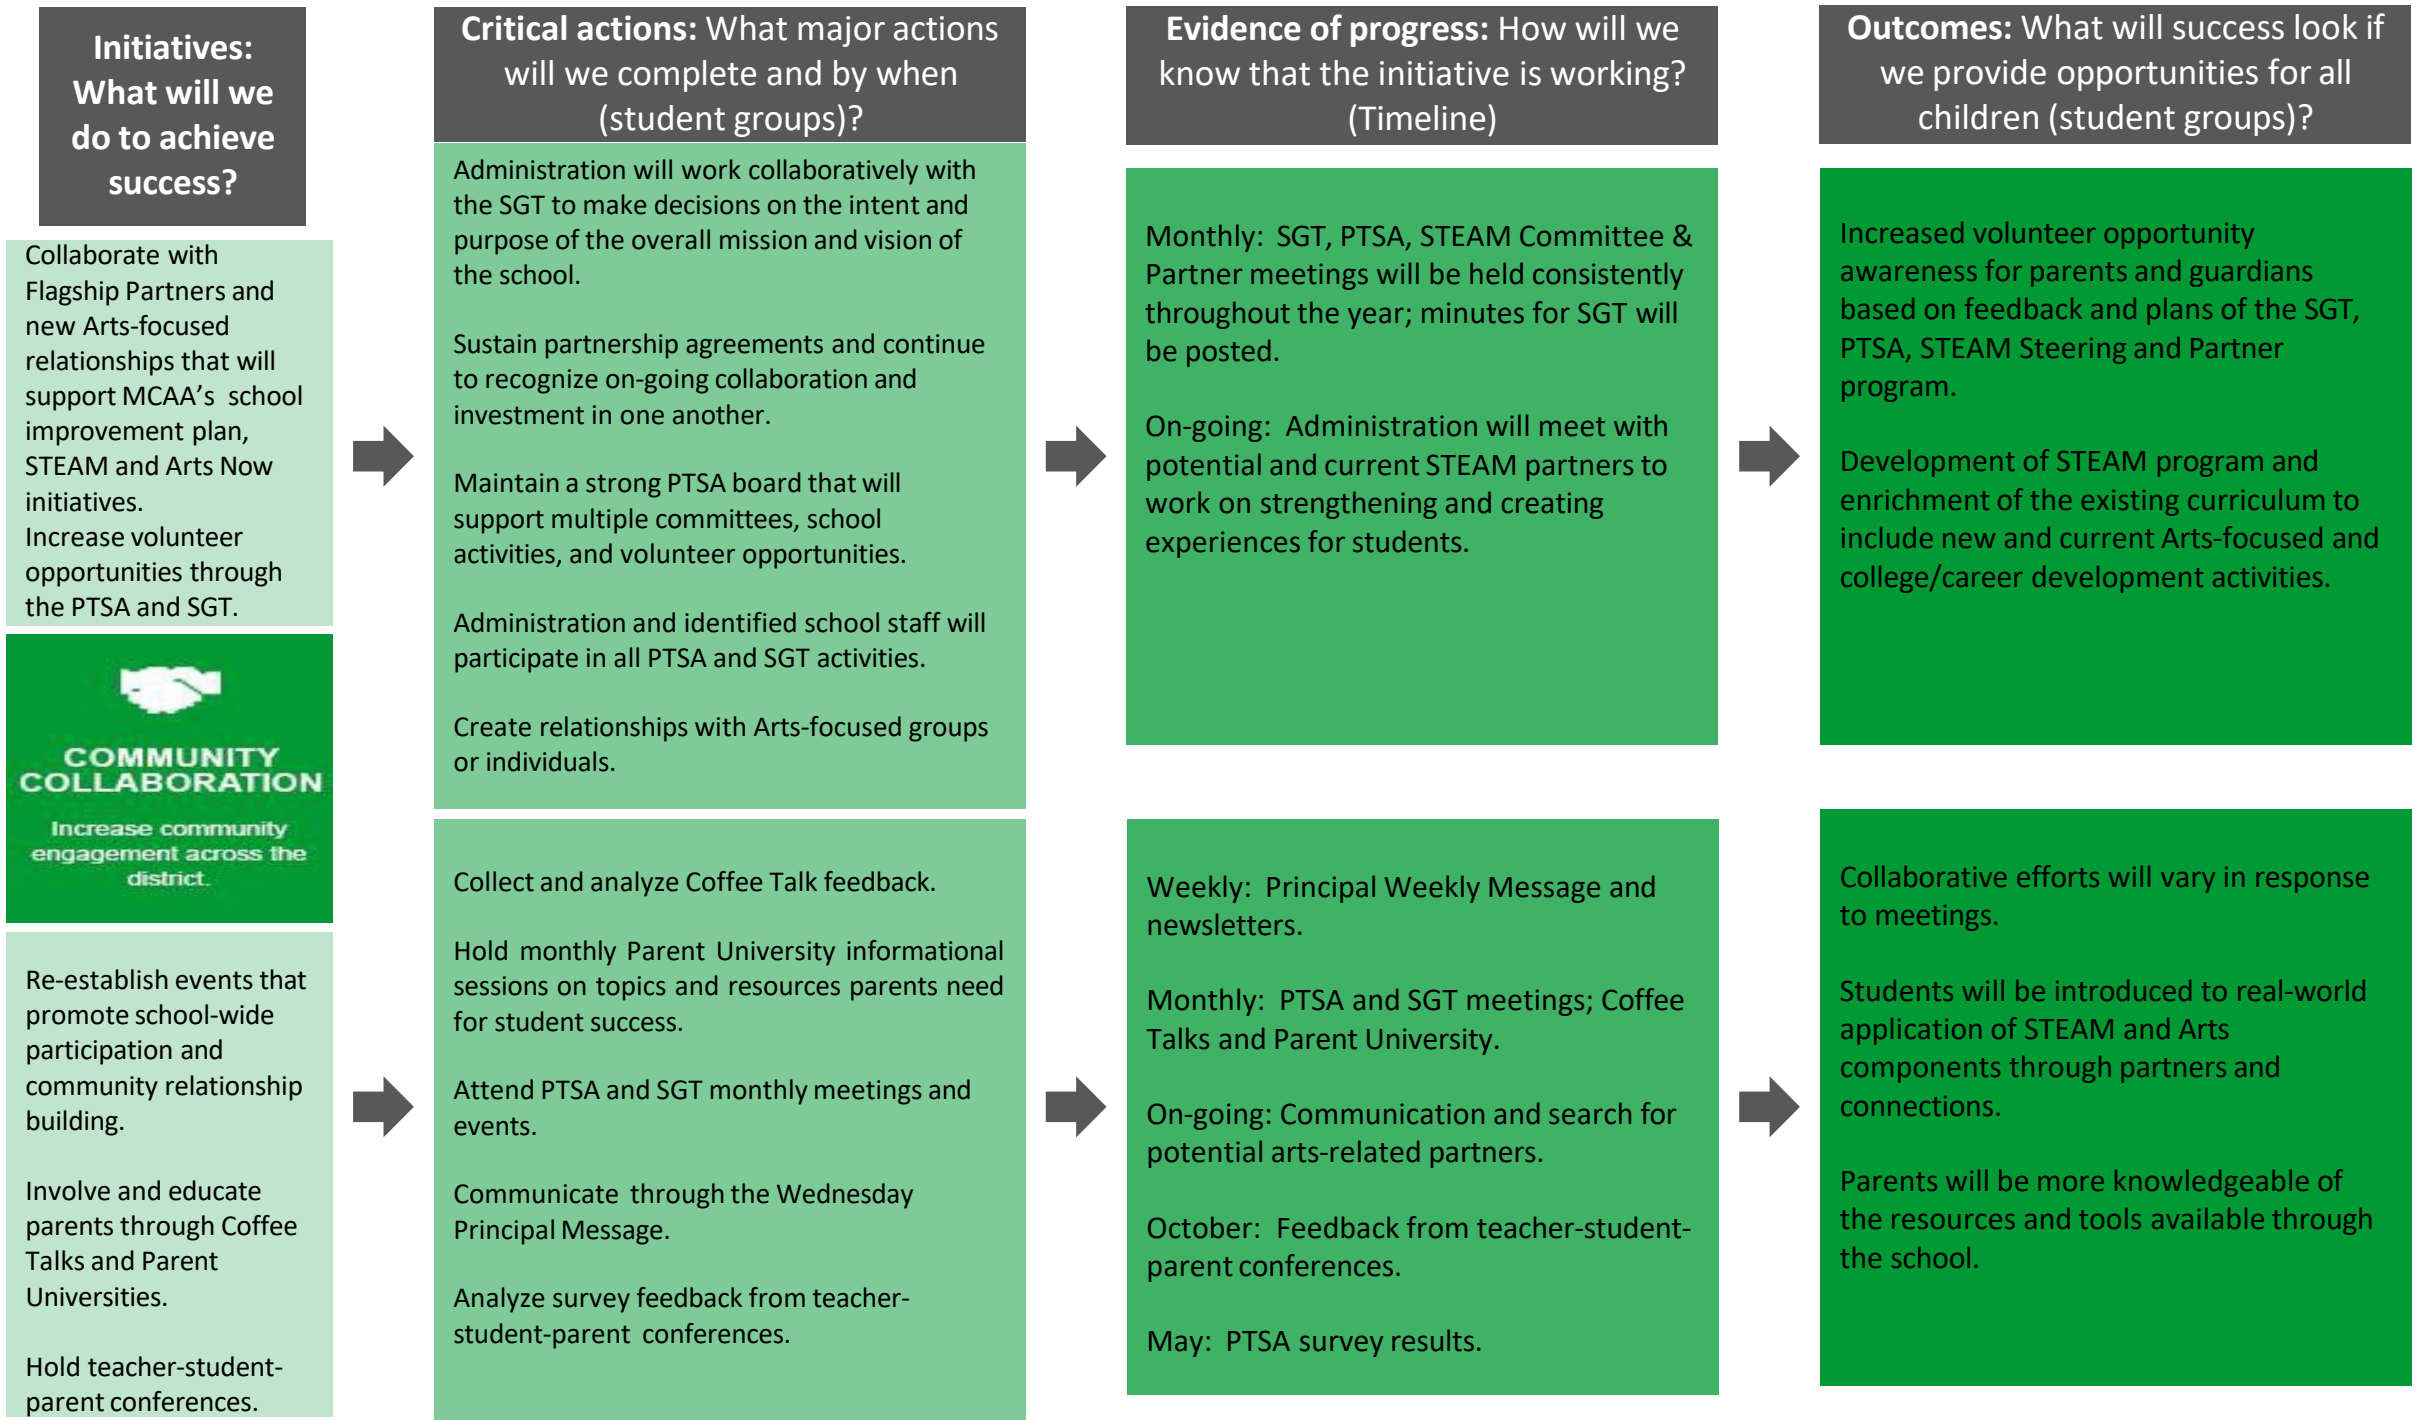 Initiatives:
What will we
do to achieve
success?
Critical actions: What major actions
will we complete and by when
(student groups)?
Evidence of progress: How will we
know that the initiative is working?
(Timeline)
Outcomes: What will success look if
we provide opportunities for all
children (student groups)?
Collaborate with
Flagship Partners and
new Arts-focused
relationships that will
support MCAA’s school
improvement plan,
STEAM and Arts Now
initiatives.
Increase volunteer
opportunities through
the PTSA and SGT.
Administration will work collaboratively with
the SGT to make decisions on the intent and
purpose of the overall mission and vision of
the school.
Sustain partnership agreements and continue
to recognize on-going collaboration and
investment in one another.
Maintain a strong PTSA board that will
support multiple committees, school
activities, and volunteer opportunities.
Administration and identified school staff will
participate in all PTSA and SGT activities.
Create relationships with Arts-focused groups
or individuals.
Monthly: SGT, PTSA, STEAM Committee &
Partner meetings will be held consistently
throughout the year; minutes for SGT will
be posted.
On-going: Administration will meet with
potential and current STEAM partners to
work on strengthening and creating
experiences for students.
Increased volunteer opportunity
awareness for parents and guardians
based on feedback and plans of the SGT,
PTSA, STEAM Steering and Partner
program.
Development of STEAM program and
enrichment of the existing curriculum to
include new and current Arts-focused and
college/career development activities.
COMMUNITY
COLLABORATION
Increase community
engagement across the
district.
Re-establish events that
promote school-wide
participation and
community relationship
building.
Involve and educate
parents through Coffee
Talks and Parent
Universities.
Hold teacher-student-
parent conferences.
Collect and analyze Coffee Talk feedback.
Hold monthly Parent University informational
sessions on topics and resources parents need
for student success.
Attend PTSA and SGT monthly meetings and
events.
Communicate through the Wednesday
Principal Message.
Analyze survey feedback from teacher-
student-parent conferences.
Weekly: Principal Weekly Message and
newsletters.
Monthly: PTSA and SGT meetings; Coffee
Talks and Parent University.
On-going: Communication and search for
potential arts-related partners.
October: Feedback from teacher-student-
parent conferences.
May: PTSA survey results.
Collaborative efforts will vary in response
to meetings.
Students will be introduced to real-world
application of STEAM and Arts
components through partners and
connections.
Parents will be more knowledgeable of
the resources and tools available through
the school.